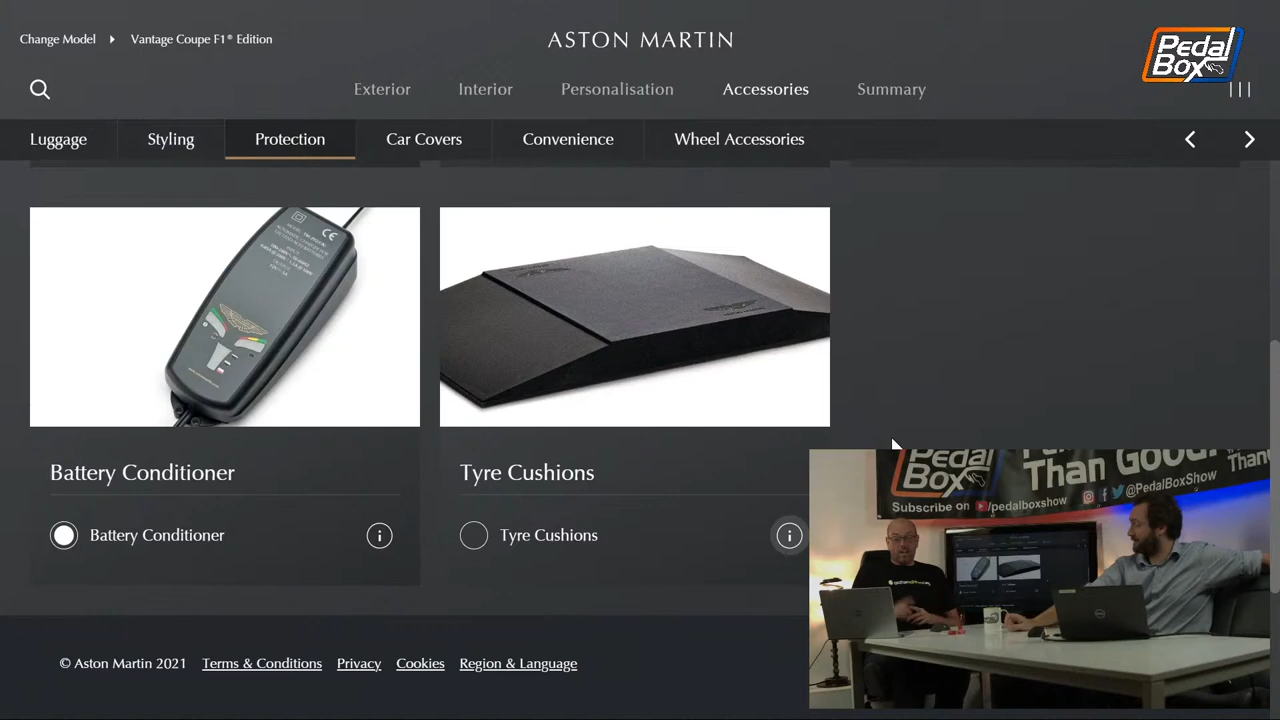 Change Model
Vantage Coupe F1® Edition
ASTON MARTIN
Pedal
Box
Exterior
Interior
Personalisation
Accessories
Summary
Luggage
Styling
Protection
Car Covers
Convenience
Wheel Accessories
Battery Conditioner
Battery Conditioner
Tyre Cushions
Tyre Cushions
Pedal
Box
Than Good
Subscribe on /pedalboxshow
@PedalBoxShow
© Aston Martin 2021
Terms & Conditions
Privacy
Cookies
Region & Language